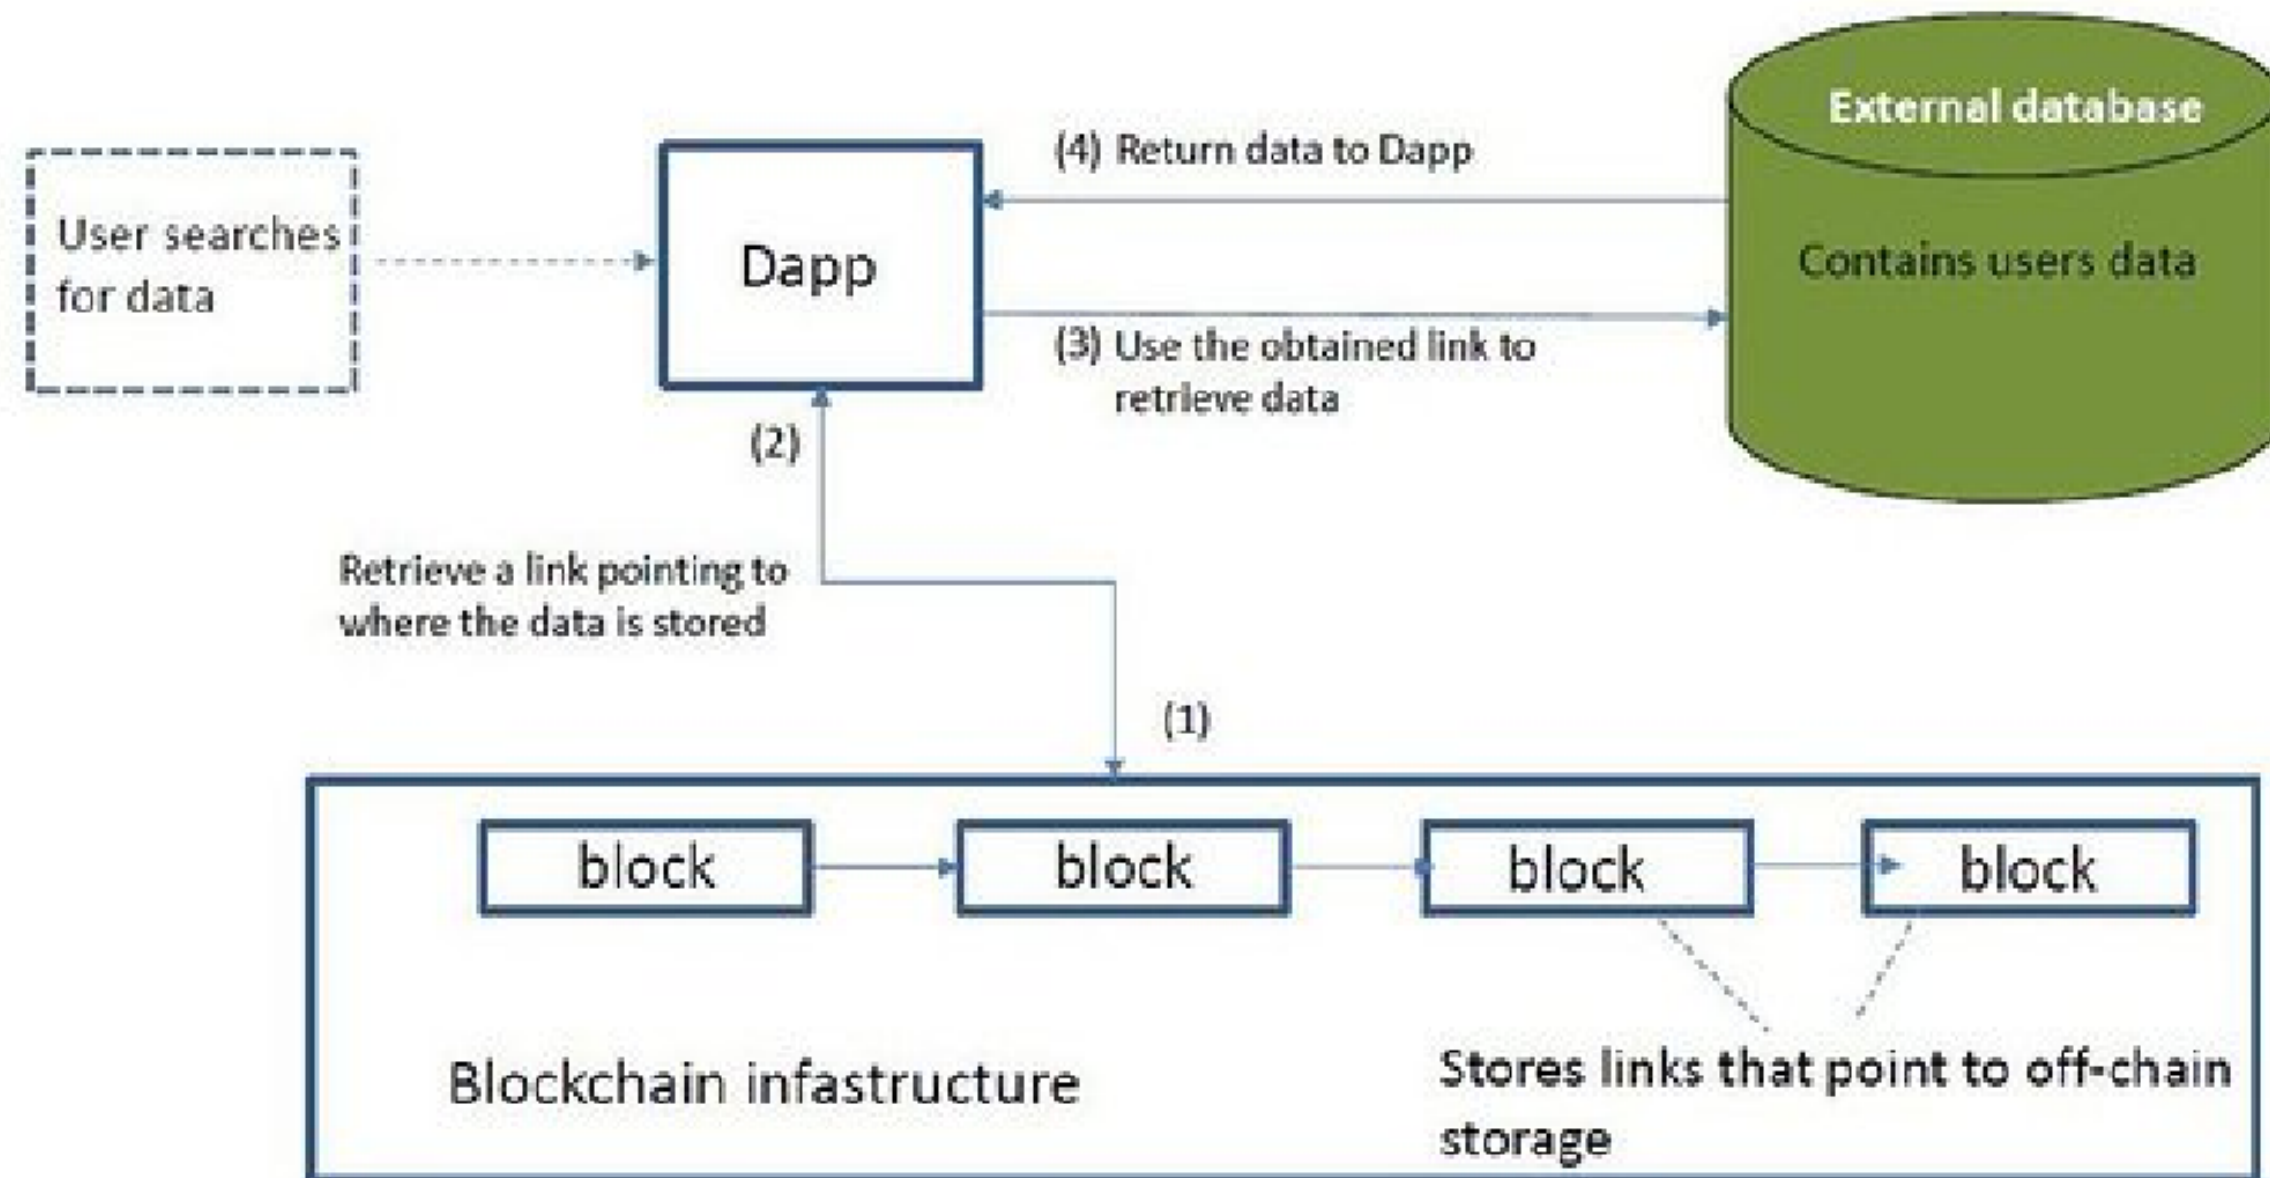 External database
(4) Return data to Dapp
User searches
for data
Dapp
Contains users data
(3) Use the obtained link to
retrieve data
(2)
Retrieve a link pointing to
where the data is stored
(1)
block
block
block
block
Blockchain infastructure
Stores links that point to off-chain
storage